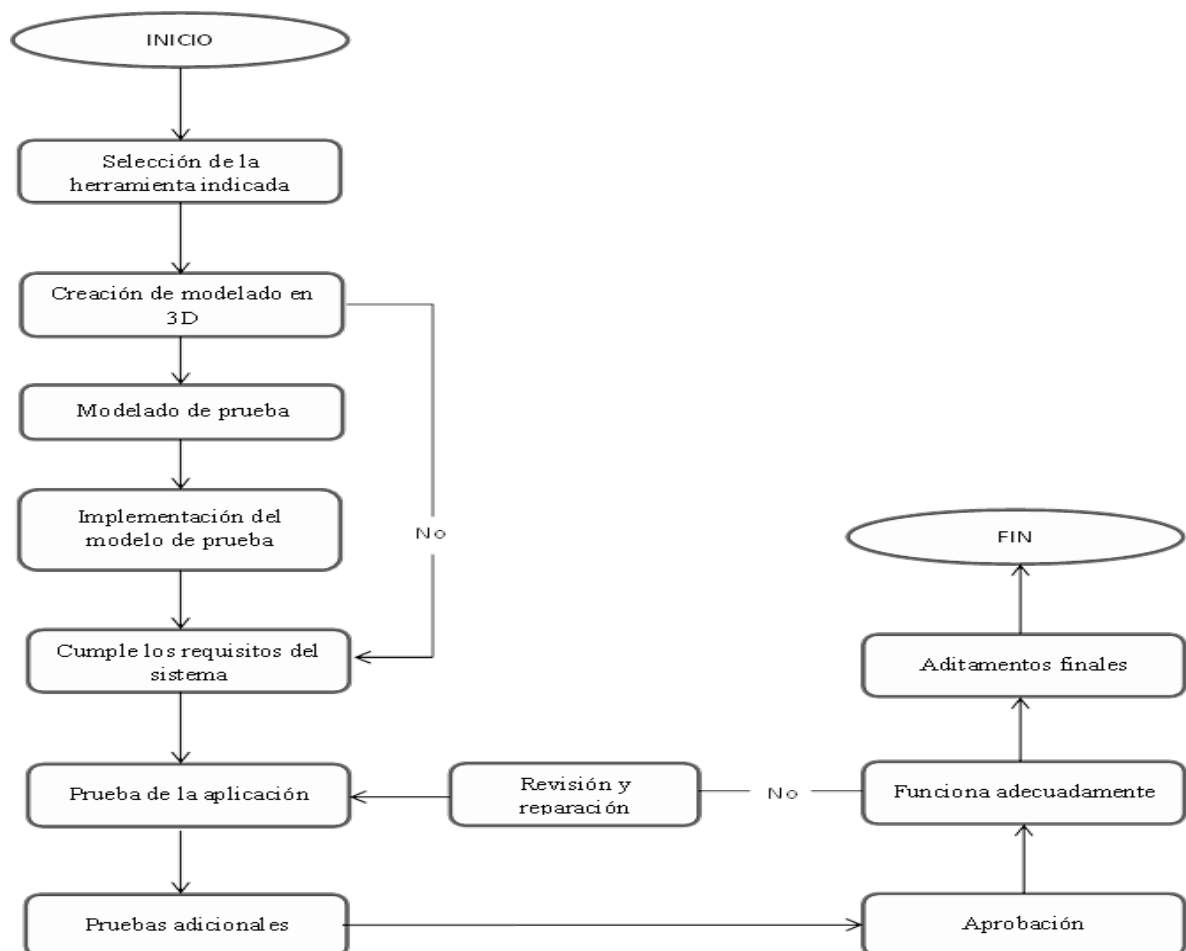 INICIO
Selección de la
herramienta indicada
Creación de modelado en
3D
Modelado de prueba
Implementación del
modelo de prueba
No
Cumple los requisitos del
sistema
Prueba de la aplicación
Pruebas adicionales
Revisión y
reparación
No
FIN
Aditamentos finales
Funciona adecuadamente
Aprobación